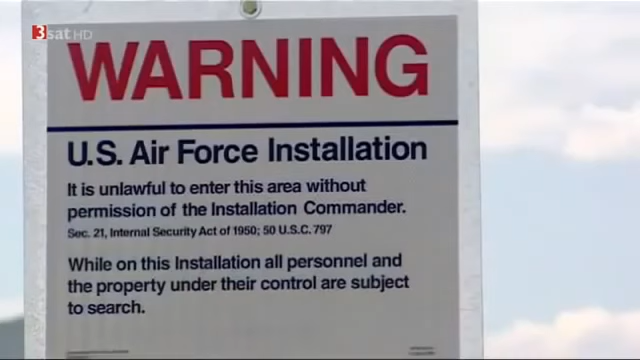 3sat HD
WARNING
U.S. Air Force Installation
It is unlawful to enter this area without
permission of the Installation Commander.
Sec. 21, Internal Security Act of 1950; 50 U.S.C. 797
While on this Installation all personnel and
the property under their control are subject
to search.